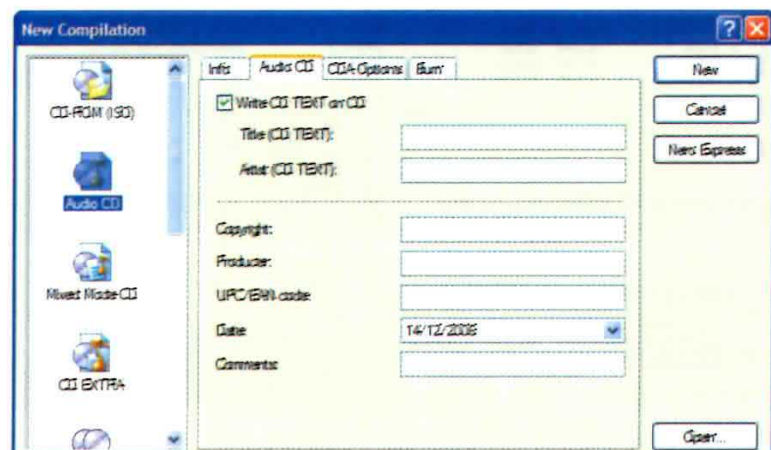 New Compilation
CD-ROM (ISO)
Audio CD
Mixed Mode CD
CD EXTRA
Info
Audio CD
CDA Options
Burn
Write CD TEXT on CD
Title (CD TEXT):
Artist (CD TEXT):
Copyright:
Producer:
UPC/EAN-code:
Date:
14/12/2006
Comments:
New
Cancel
Nero Express
Open...